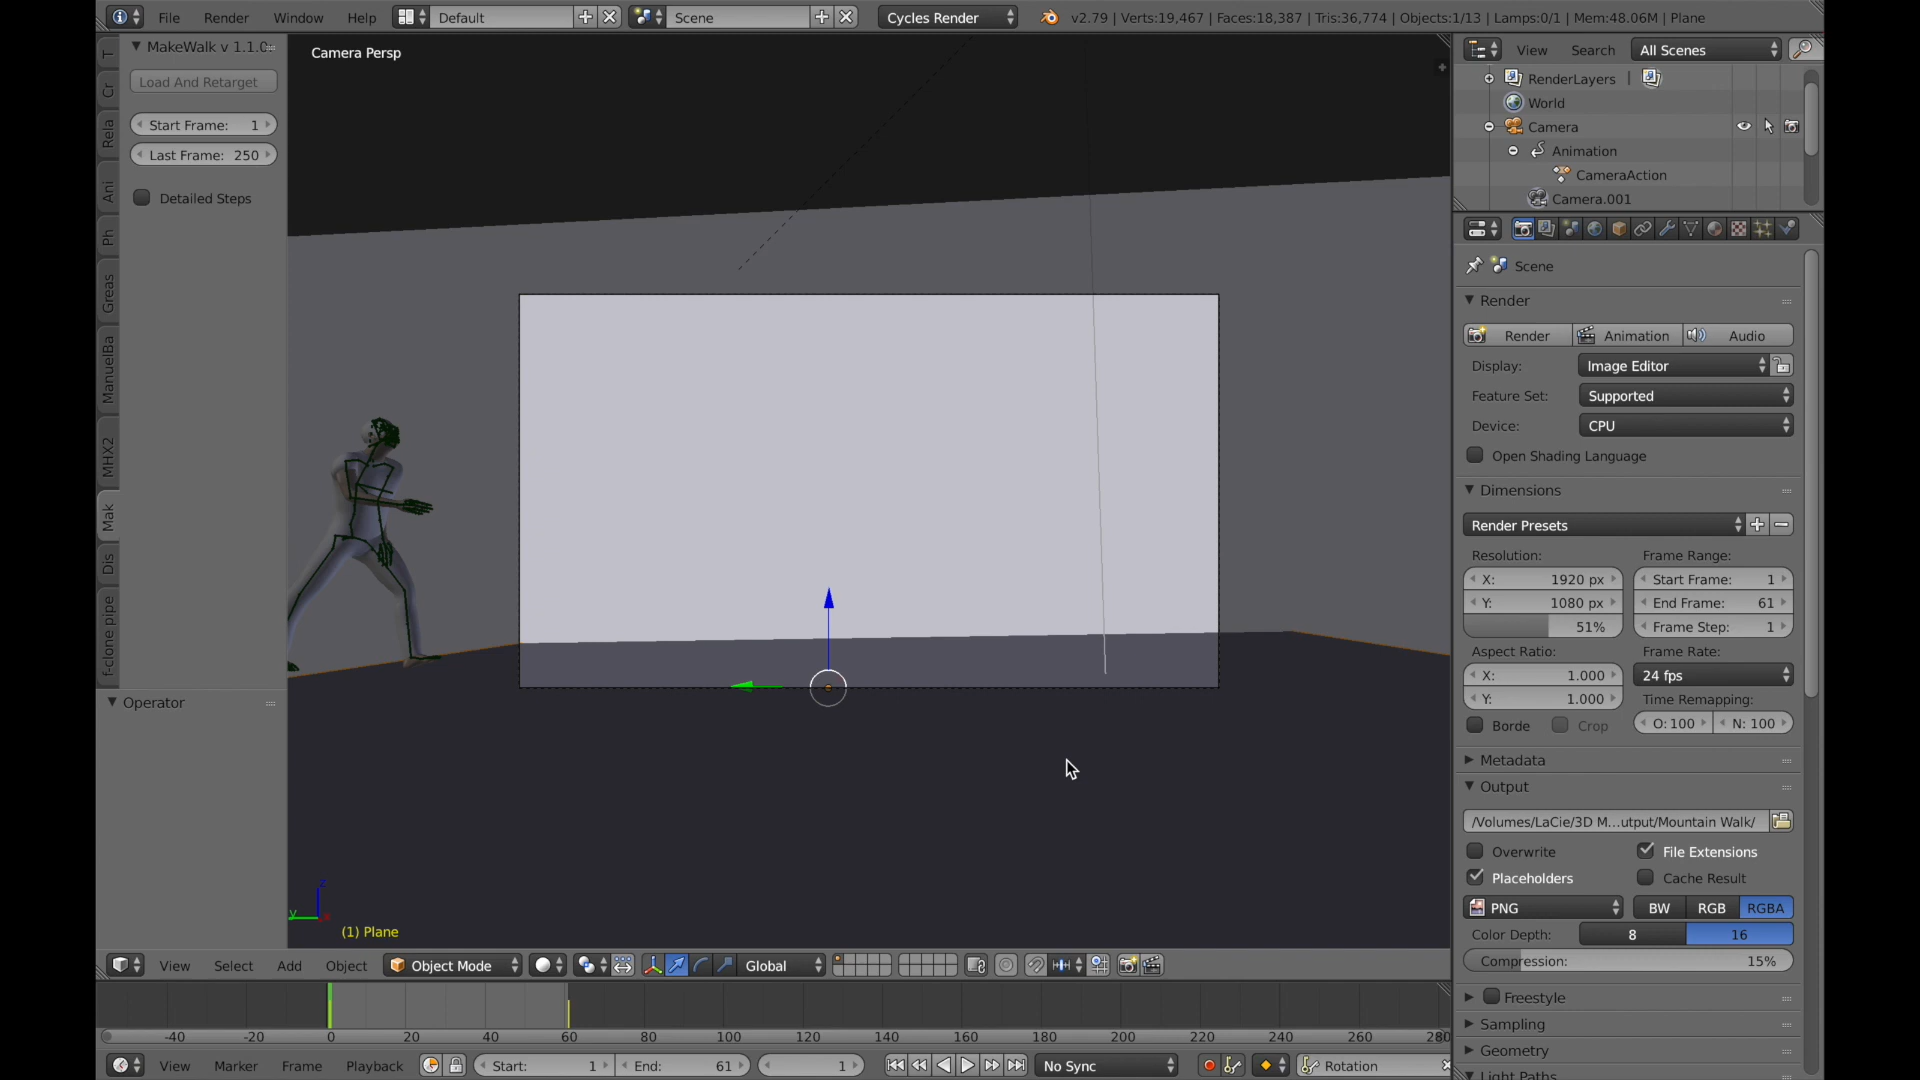 File Render Window Help Default Scene Cycles Render v2.79 | Verts:19,467 | Faces:18,387 | Tris:36,774 | Objects:1/13 | Lamps:0/1 | Mem:48.06M | Plane
MakeWalk v 1.1.0
Load And Retarget
Start Frame: 1
Last Frame: 250
Detailed Steps
T
Cr
Rela
Ani
Ph
Greas
ManuelBa
MHX2
Mak
Dis
f-clone pipe
Operator
Camera Persp
z
y
x
(1) Plane
View Search All Scenes
RenderLayers |
World
Camera
Animation
CameraAction
Camera.001
Scene
Render
Render Animation Audio
Display: Image Editor
Feature Set: Supported
Device: CPU
Open Shading Language
Dimensions
Render Presets
Resolution: Frame Range:
X: 1920 px Start Frame: 1
Y: 1080 px End Frame: 61
51% Frame Step: 1
Aspect Ratio: Frame Rate:
X: 1.000 24 fps
Y: 1.000 Time Remapping:
Borde Crop O: 100 N: 100
Metadata
Output
/Volumes/LaCie/3D M...utput/Mountain Walk/
Overwrite File Extensions
Placeholders Cache Result
PNG BW RGB RGBA
Color Depth: 8 16
Compression: 15%
Freestyle
Sampling
Geometry
Light Paths
View Select Add Object Object Mode Global
-40 -20 0 20 40 60 80 100 120 140 160 180 200 220 240 260 280
View Marker Frame Playback Start: 1 End: 61 1 No Sync Rotation